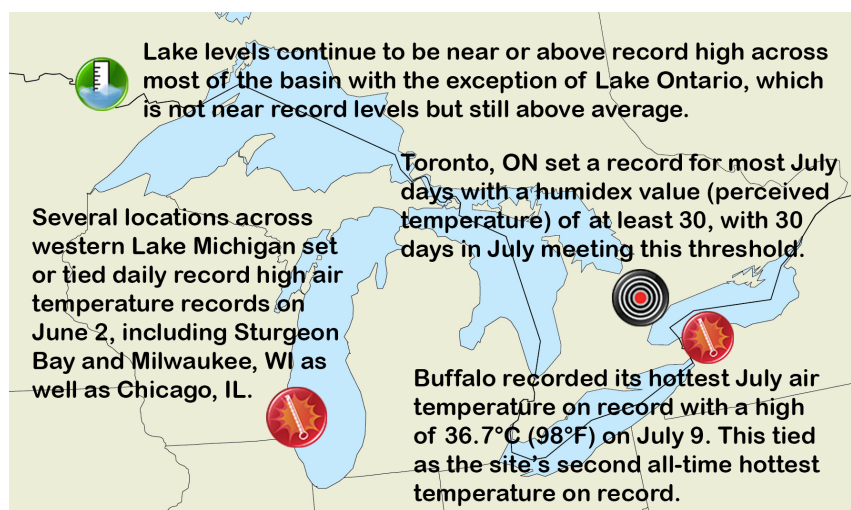 Lake levels continue to be near or above record high across
most of the basin with the exception of Lake Ontario, which
is not near record levels but still above average.
Toronto, ON set a record for most July
days with a humidex value (perceived
temperature) of at least 30, with 30
days in July meeting this threshold.
Several locations across
western Lake Michigan set
or tied daily record high air
temperature records on
June 2, including Sturgeon
Bay and Milwaukee, WI as
well as Chicago, IL.
Buffalo recorded its hottest July air
temperature on record with a high
of 36.7°C (98°F) on July 9. This tied
as the site's second all-time hottest
temperature on record.